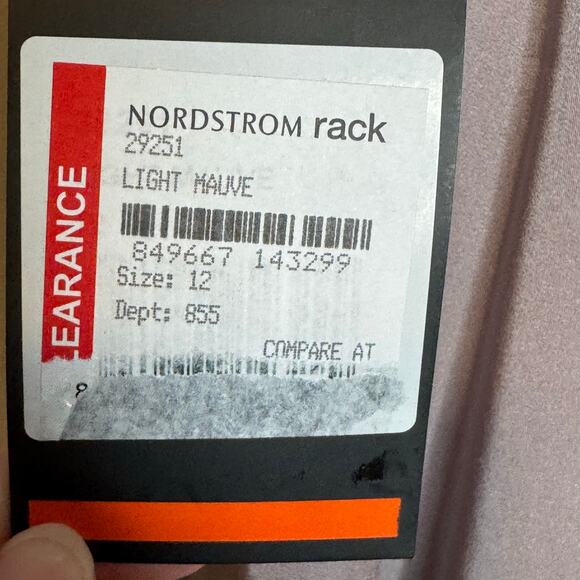 NORDSTROM rack
29251
LIGHT MAUVE
849667 143299
Size: 12
Dept: 855
COMPARE AT
EARANCE